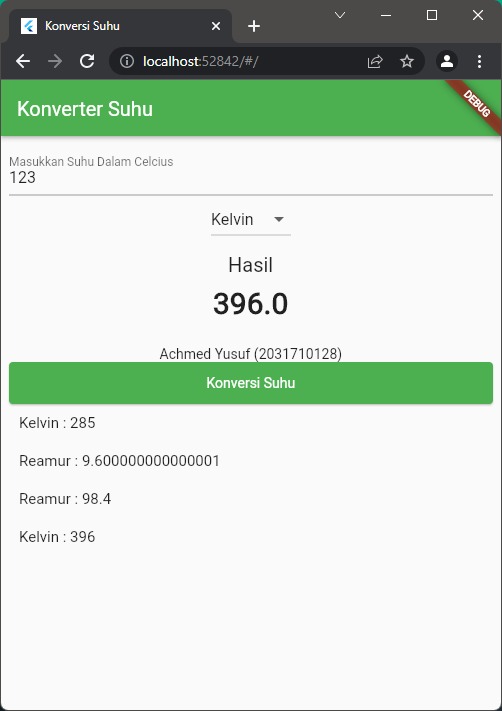 Konversi Suhu
localhost:52842/#/
Konverter Suhu
DEBUG
Masukkan Suhu Dalam Celcius
123
Kelvin
Hasil
396.0
Achmed Yusuf (2031710128)
Konversi Suhu
Kelvin : 285
Reamur : 9.600000000000001
Reamur : 98.4
Kelvin : 396